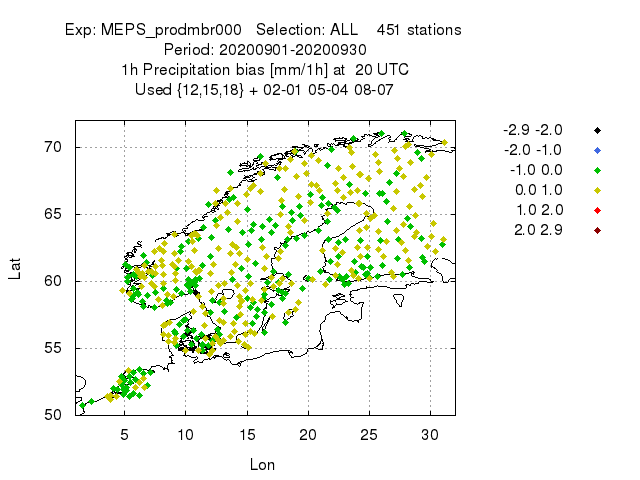 Exp: MEPS_prodmbr000 Selection: ALL 451 stations
Period: 20200901-20200930
1h Precipitation bias [mm/1h] at 20 UTC
Used {12,15,18} + 02-01 05-04 08-07
-2.9 -2.0
-2.0 -1.0
-1.0 0.0
0.0 1.0
1.0 2.0
2.0 2.9
70
65
60
55
50
Lat
5 10 15 20 25 30
Lon